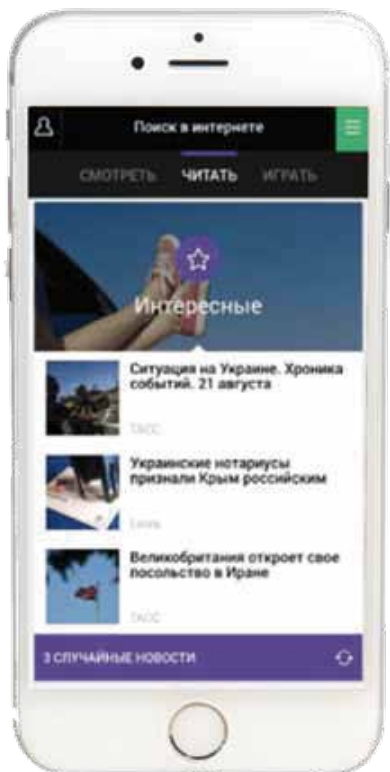 Поиск в интернете
СМОТРЕТЬ ЧИТАТЬ ИГРАТЬ
Интересные
Ситуация на Украине. Хроника
событий. 21 августа
ТАСС
Украинские нотариусы
признали Крым российским
Великобритания откроет свое
посольство в Иране
ТАСС
3 СЛУЧАЙНЫЕ НОВОСТИ